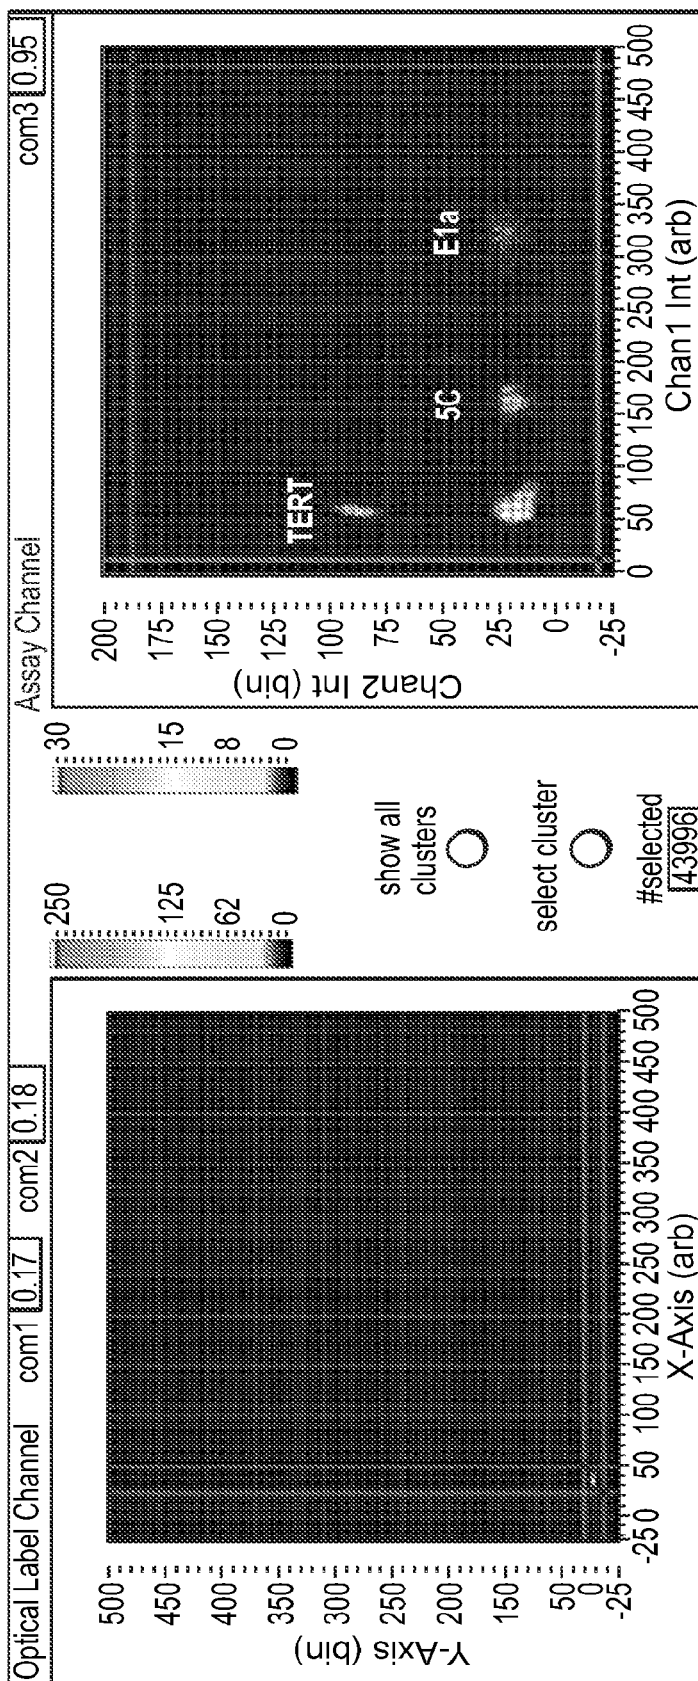 Optical Label Channel com1 0.17 com2 0.18
500
450
400
350
300
250
200
150
50
0
-25
Y-Axis (bin)
-250 50 100 150 200 250 300 350 400 450 500
X-Axis (arb)
250
125
62
0
30
15
8
0
show all
clusters
select cluster
#selected
43996
Assay Channel com3 0.95
200
175
150
125
100
75
50
25
0
-25
Chan2 Int (bin)
TERT
5C
E1a
0 50 100 150 200 250 300 350 400 450 500
Chan1 Int (arb)